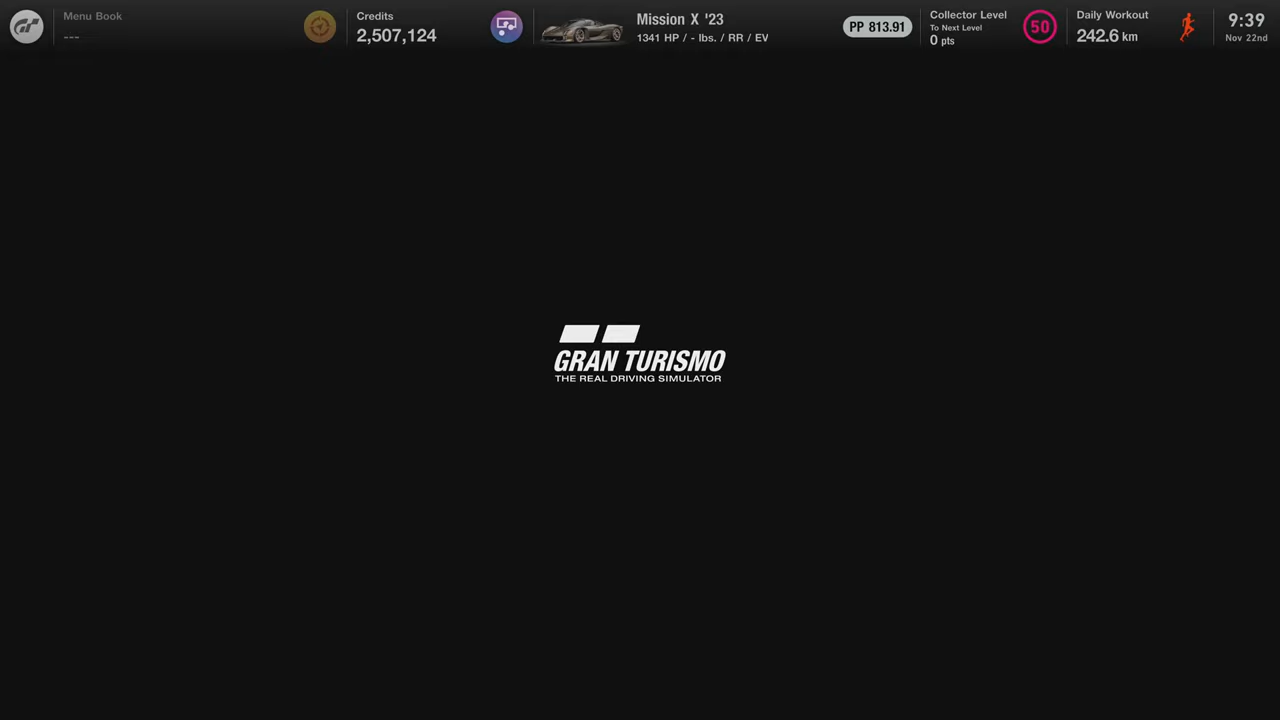 Menu Book
---
Credits
2,507,124
Mission X '23
1341 HP / - lbs. / RR / EV
PP 813.91
Collector Level
To Next Level
0 pts
50
Daily Workout
242.6 km
9:39
Nov 22nd
GRAN TURISMO
THE REAL DRIVING SIMULATOR